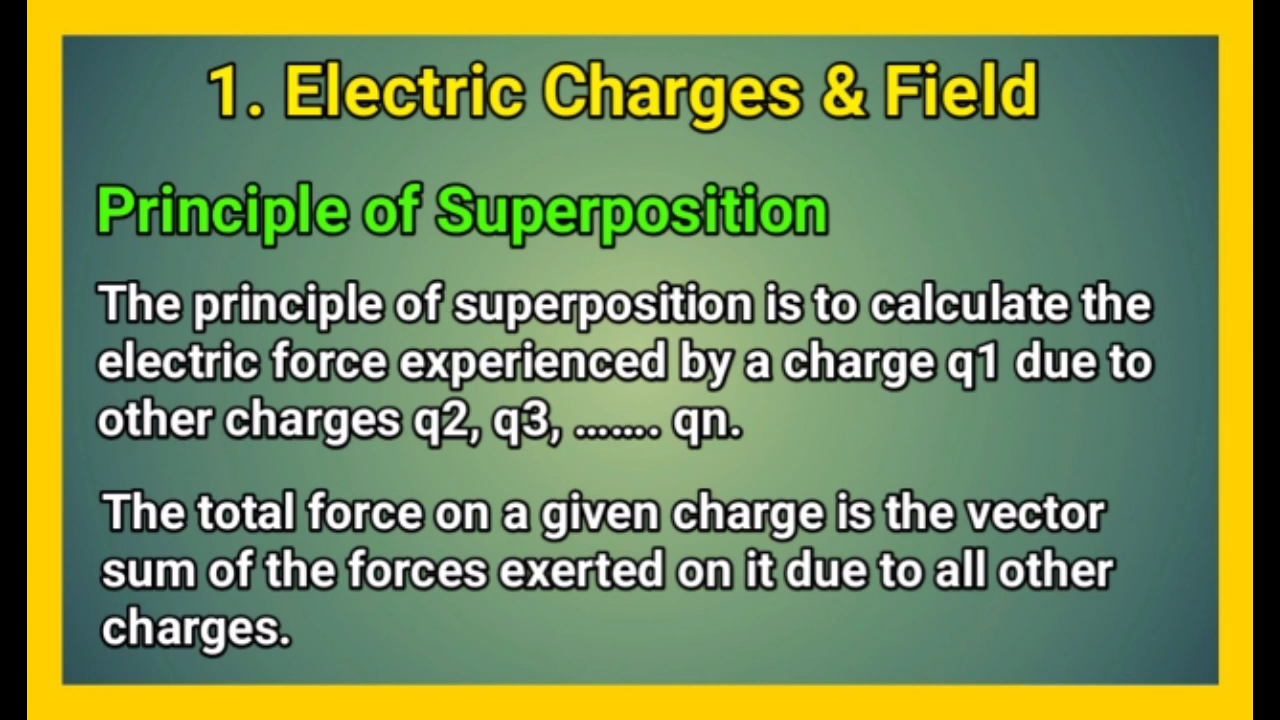 1. Electric Charges & Field
Principle of Superposition
The principle of superposition is to calculate the
electric force experienced by a charge q1 due to
other charges q2, q3, ....... qn.
The total force on a given charge is the vector
sum of the forces exerted on it due to all other
charges.